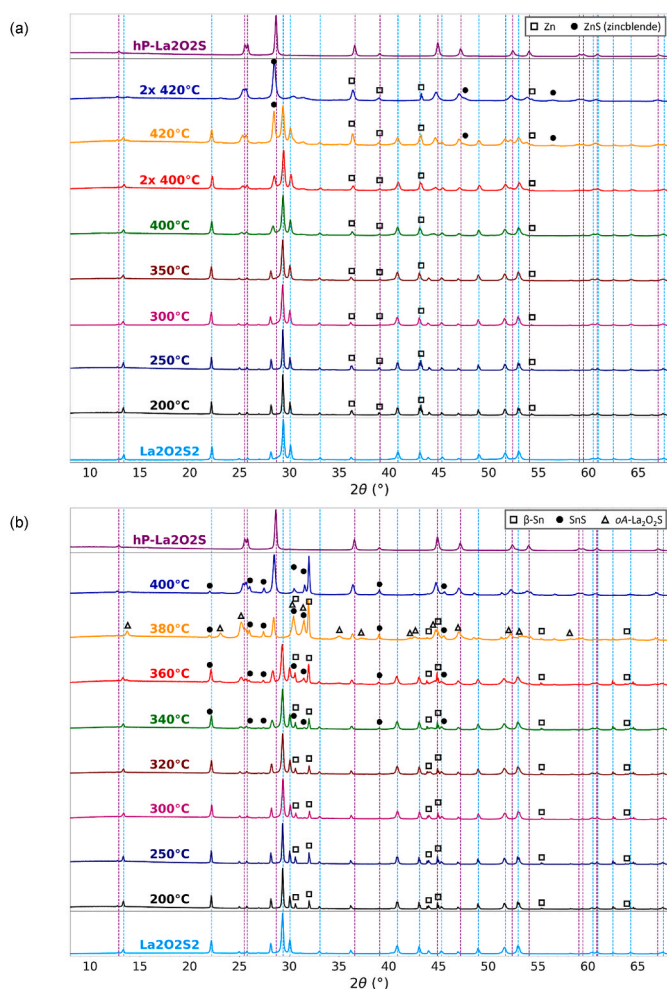 (a)
□ Zn ● ZnS (zincblende)
hP-La2O2S
2x 420°C
420°C
2x 400°C
400°C
350°C
300°C
250°C
200°C
La2O2S2
10 15 20 25 30 35 40 45 50 55 60 65
2θ (°)
(b)
□ β-Sn ● SnS △ oA-La₂O₂S
hP-La2O2S
400°C
380°C
360°C
340°C
320°C
300°C
250°C
200°C
La2O2S2
10 15 20 25 30 35 40 45 50 55 60 65
2θ (°)